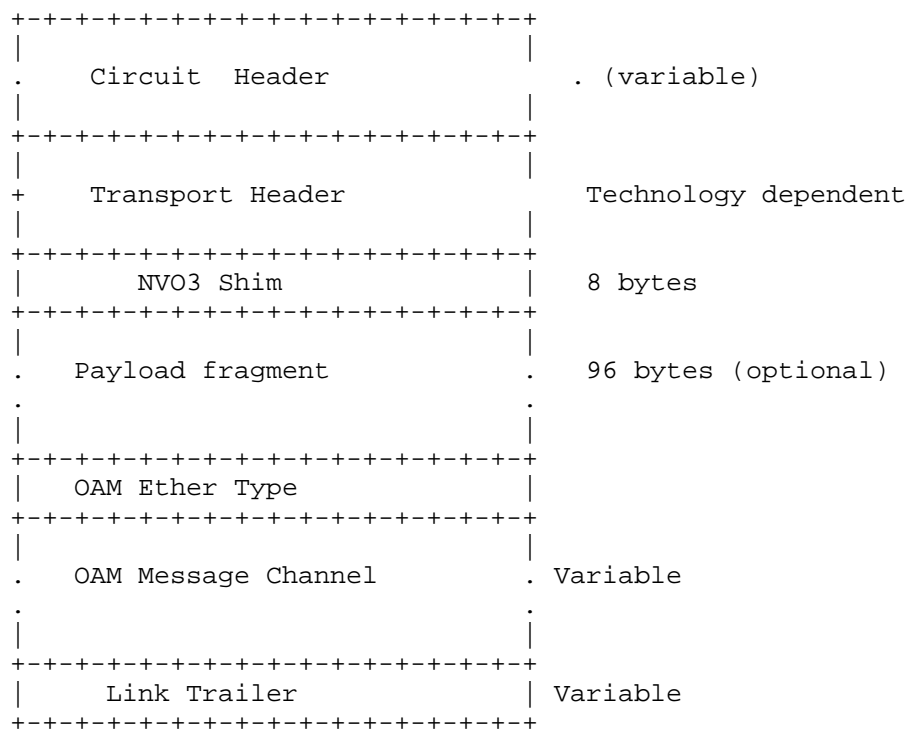 +-+-+-+-+-+-+-+-+-+-+-+-+-+-+-+-+
|                                |
.    Circuit  Header               . (variable)
|                                |
+-+-+-+-+-+-+-+-+-+-+-+-+-+-+-+-+
|                                |
+    Transport Header               Technology dependent
|                                |
+-+-+-+-+-+-+-+-+-+-+-+-+-+-+-+-+
|       NVO3 Shim                |   8 bytes
+-+-+-+-+-+-+-+-+-+-+-+-+-+-+-+-+
|                                |
.   Payload fragment             .   96 bytes (optional)
.                                .
|                                |
+-+-+-+-+-+-+-+-+-+-+-+-+-+-+-+-+
|   OAM Ether Type               |
+-+-+-+-+-+-+-+-+-+-+-+-+-+-+-+-+
|                                |
.   OAM Message Channel          . Variable
.                                .
|                                |
+-+-+-+-+-+-+-+-+-+-+-+-+-+-+-+-+
|     Link Trailer               | Variable
+-+-+-+-+-+-+-+-+-+-+-+-+-+-+-+-+